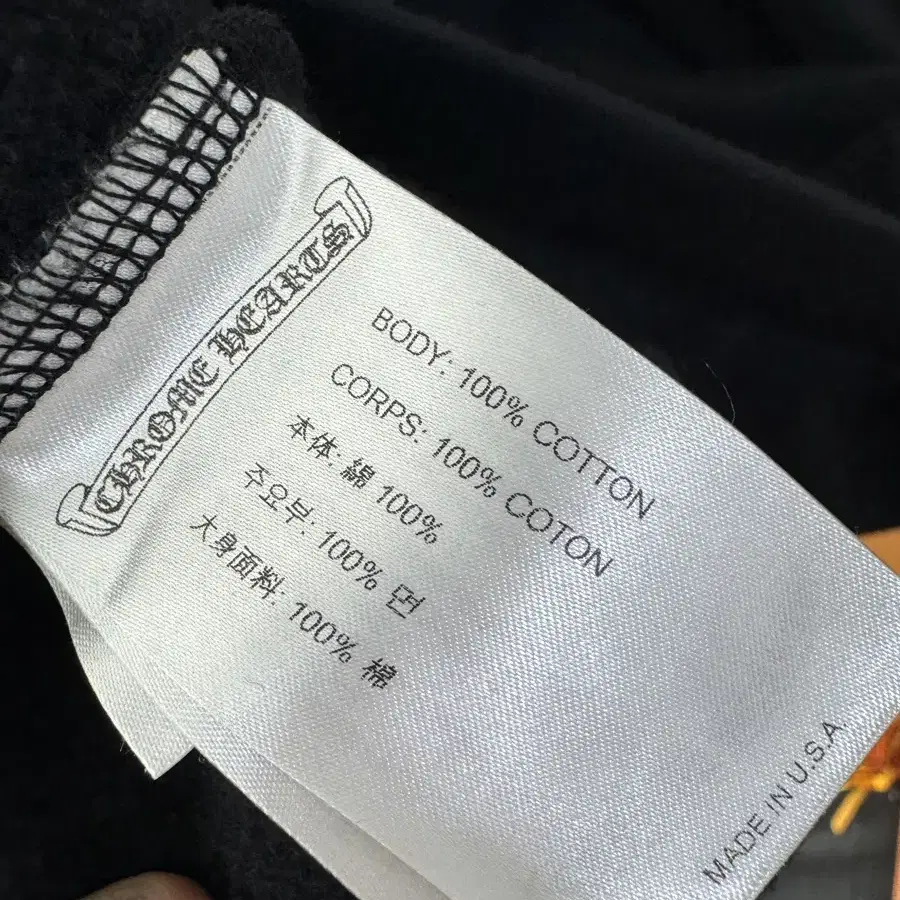 CHROME HEARTS
BODY: 100% COTTON
CORPS: 100% COTON
本体: 綿 100%
주요부: 100% 면
大身面料: 100% 棉
MADE IN U.S.A